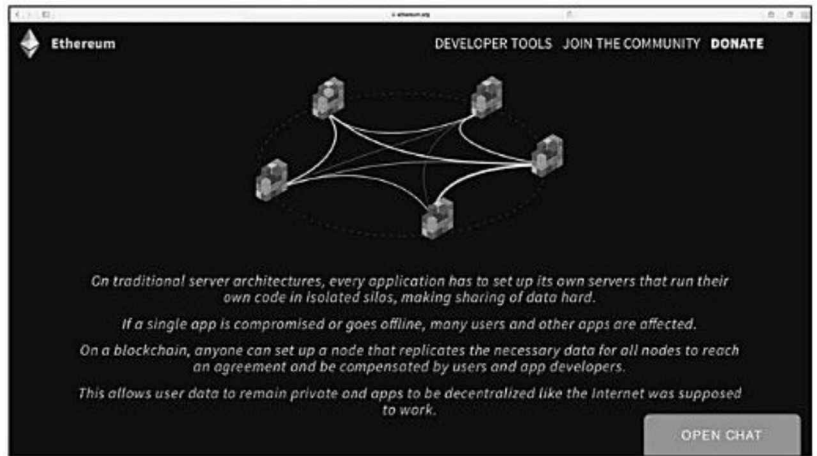 ethereum.org
Ethereum
DEVELOPER TOOLS JOIN THE COMMUNITY DONATE
On traditional server architectures, every application has to set up its own servers that run their
own code in isolated silos, making sharing of data hard.
If a single app is compromised or goes offline, many users and other apps are affected.
On a blockchain, anyone can set up a node that replicates the necessary data for all nodes to reach
an agreement and be compensated by users and app developers.
This allows user data to remain private and apps to be decentralized like the Internet was supposed
to work.
OPEN CHAT